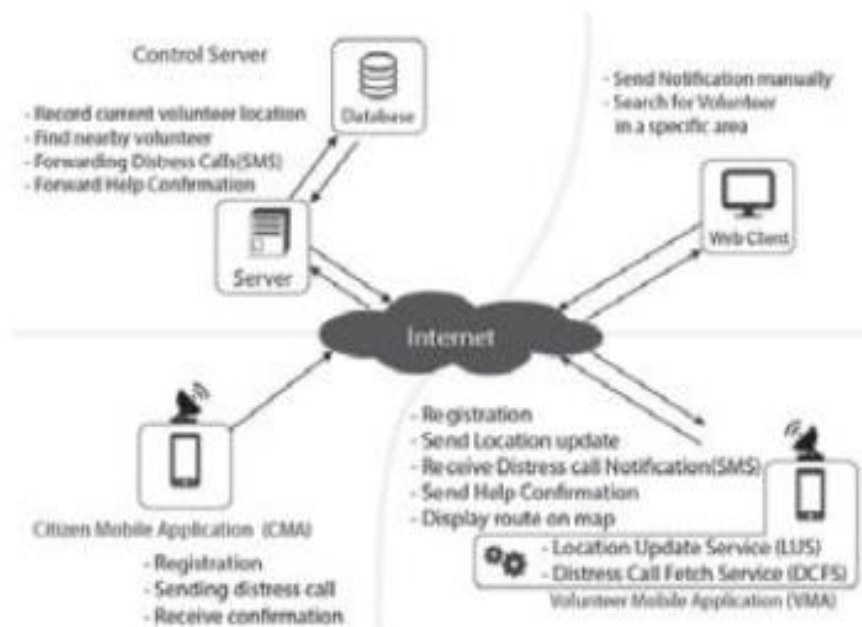 Control Server
Database
- Record current volunteer location
- Find nearby volunteer
- Forwarding Distress Calls(SMS)
- Forward Help Confirmation
Server
- Send Notification manually
- Search for Volunteer
in a specific area
Web Client
Internet
Citizen Mobile Application (CMA)
- Registration
- Sending distress call
- Receive confirmation
- Registration
- Send Location update
- Receive Distress call Notification(SMS)
- Send Help Confirmation
- Display route on map
- Location Update Service (LUS)
- Distress Call Fetch Service (DCFS)
Volunteer Mobile Application (VMA)